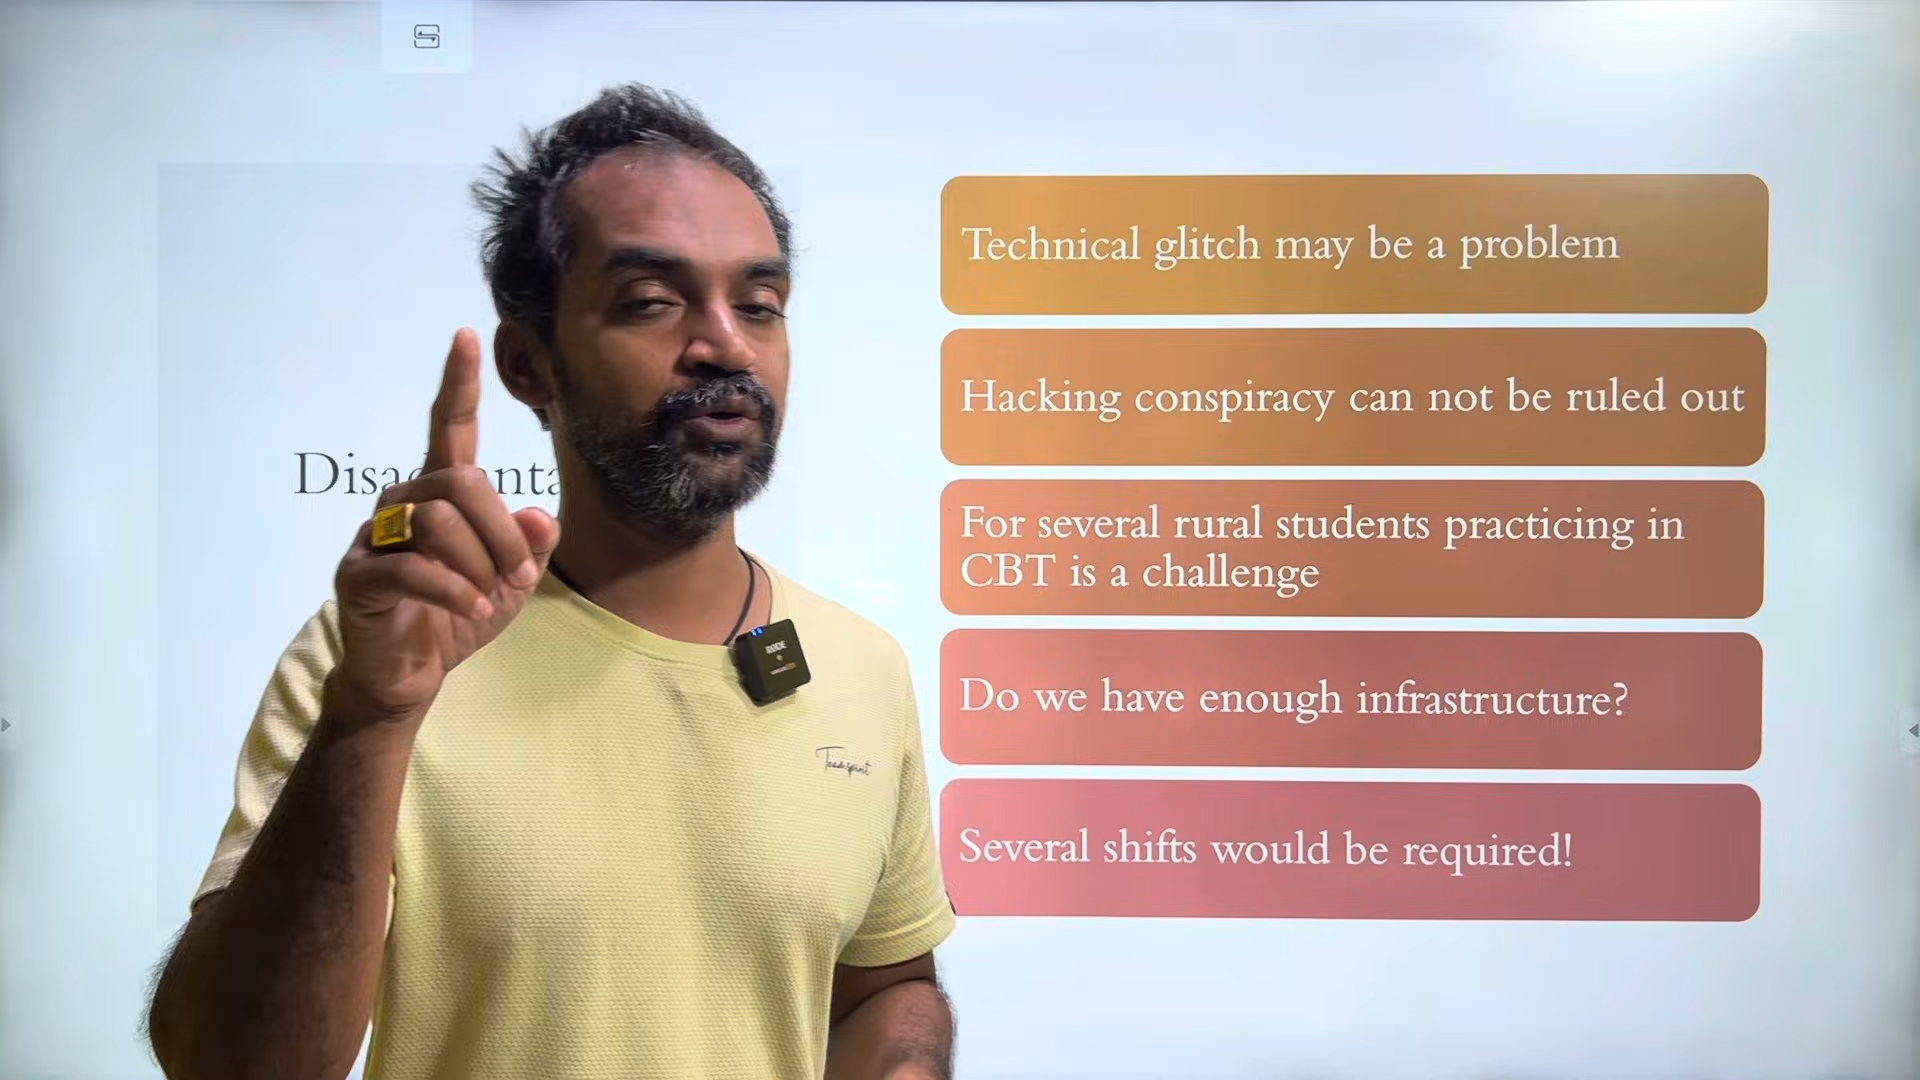 Technical glitch may be a problem
Hacking conspiracy can not be ruled out
For several rural students practicing in
CBT is a challenge
Do we have enough infrastructure?
Several shifts would be required!
RODE